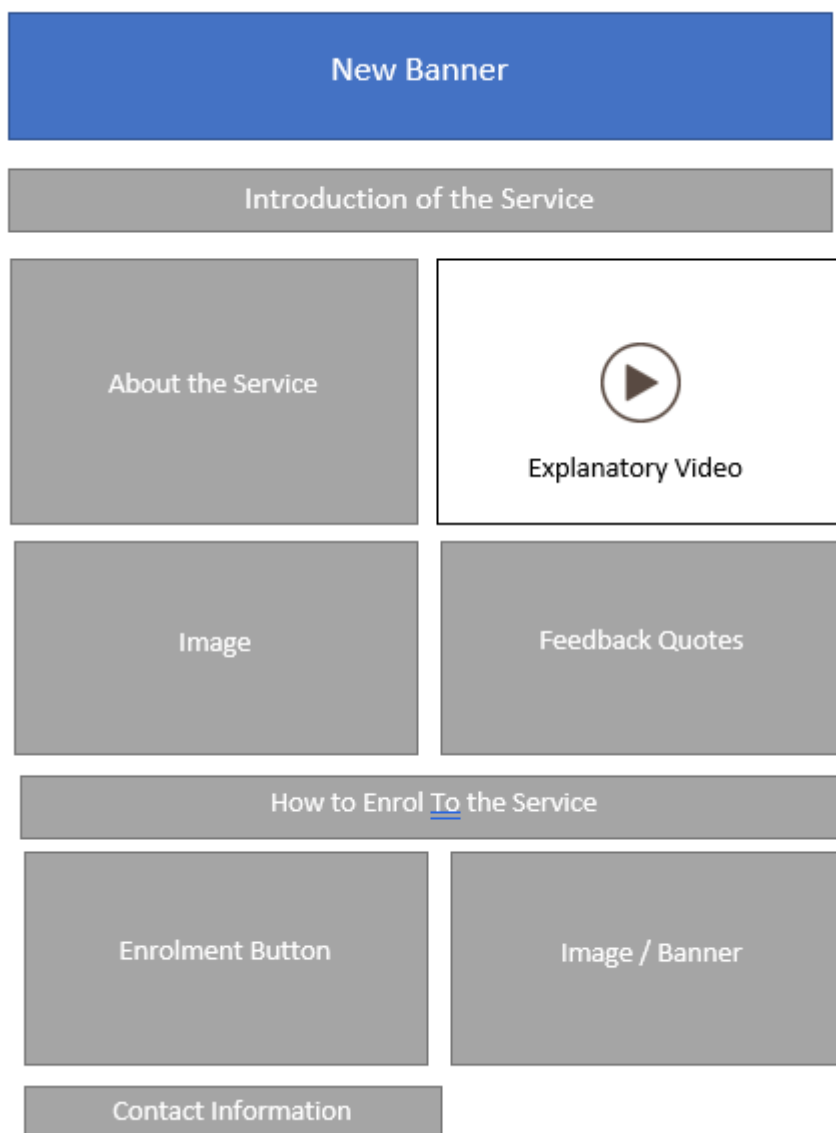 New Banner
Introduction of the Service
About the Service
Explanatory Video
Image
Feedback Quotes
How to Enrol To the Service
Enrolment Button
Image / Banner
Contact Information